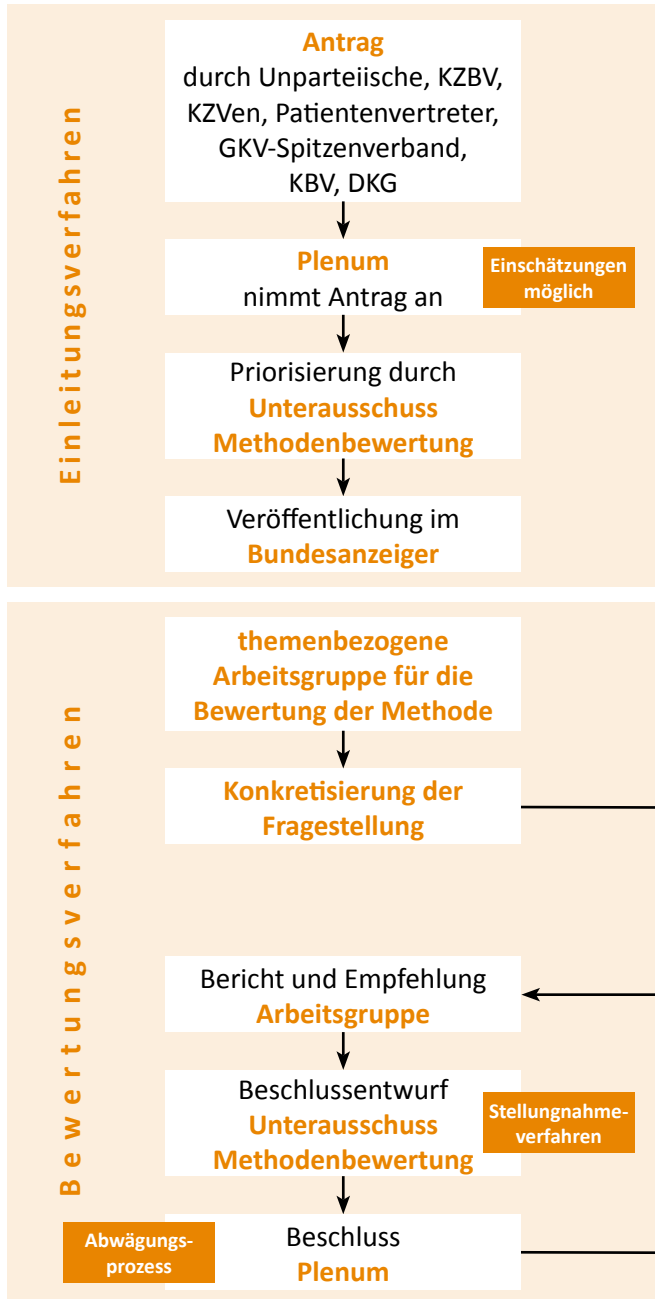 Einleitungsverfahren
Antrag
durch Unparteiische, KZBV,
KZVen, Patientenvertreter,
GKV-Spitzenverband,
KBV, DKG
Plenum
nimmt Antrag an
Einschätzungen
möglich
Priorisierung durch
Unterausschuss
Methodenbewertung
Veröffentlichung im
Bundesanzeiger
Bewertungsverfahren
themenbezogene
Arbeitsgruppe für die
Bewertung der Methode
Konkretisierung der
Fragestellung
Bericht und Empfehlung
Arbeitsgruppe
Beschlussentwurf
Unterausschuss
Methodenbewertung
Stellungnahme-
verfahren
Abwägungs-
prozess
Beschluss
Plenum